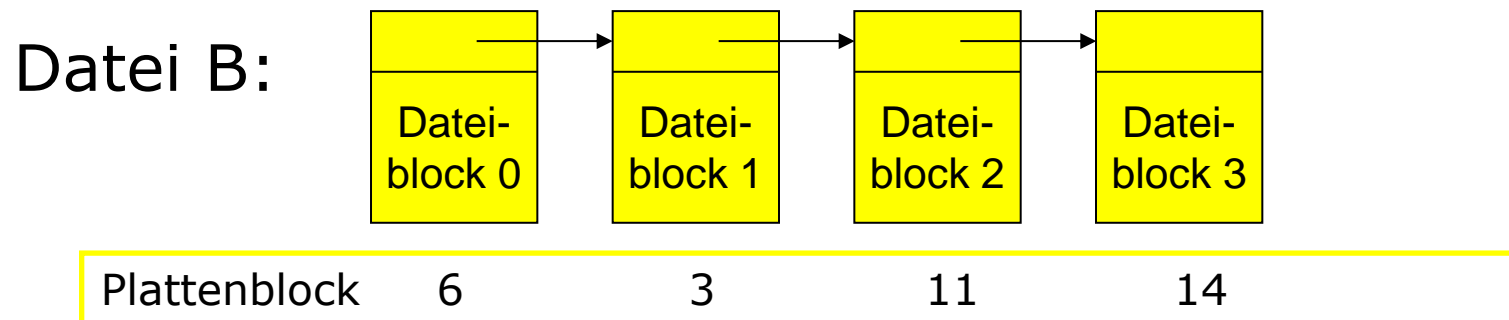 Datei B:
Datei-
block 0
Datei-
block 1
Datei-
block 2
Datei-
block 3
Plattenblock 6 3 11 14